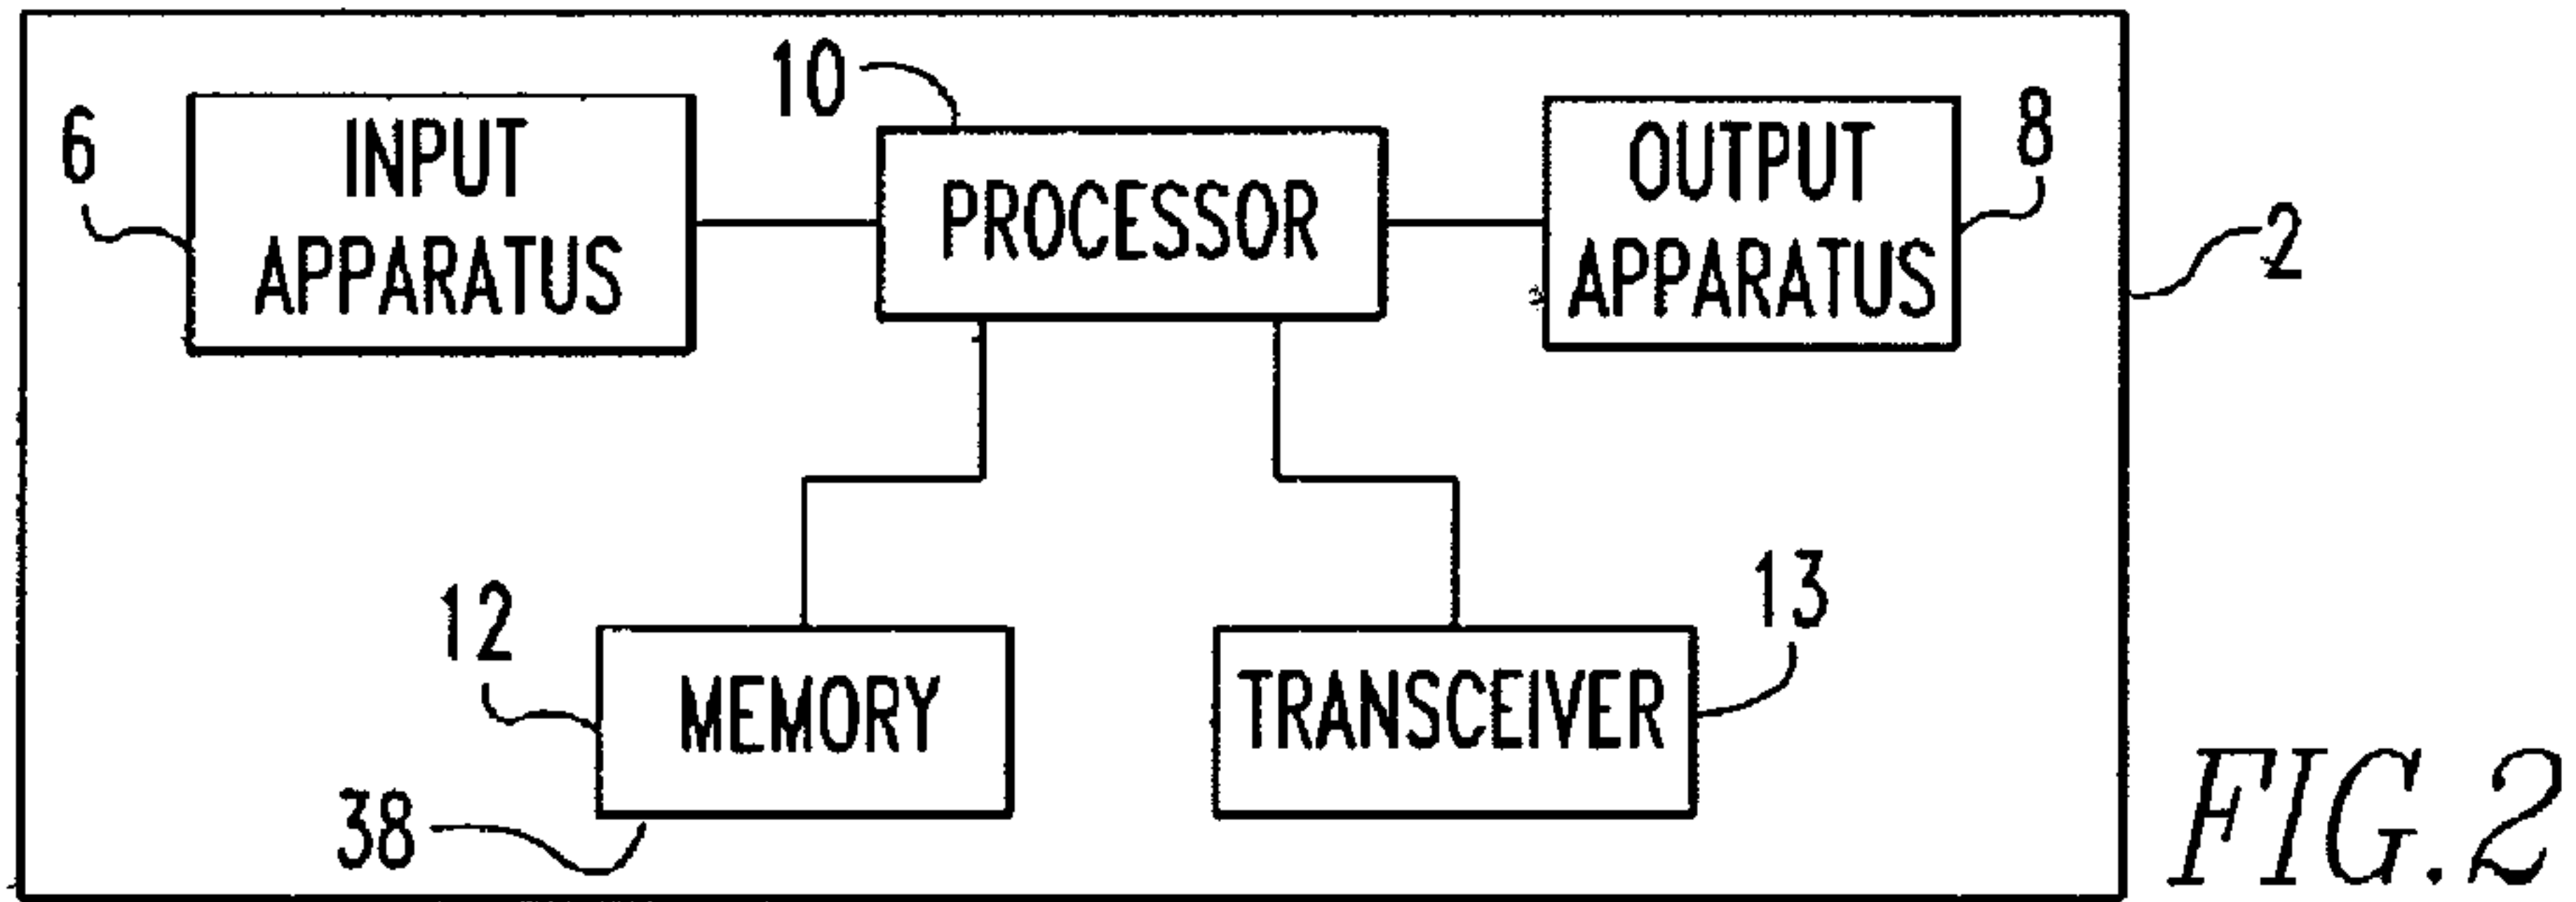 10
6
INPUT
APPARATUS
PROCESSOR
OUTPUT
APPARATUS
8
2
12
MEMORY
38
TRANSCEIVER
13
FIG.2